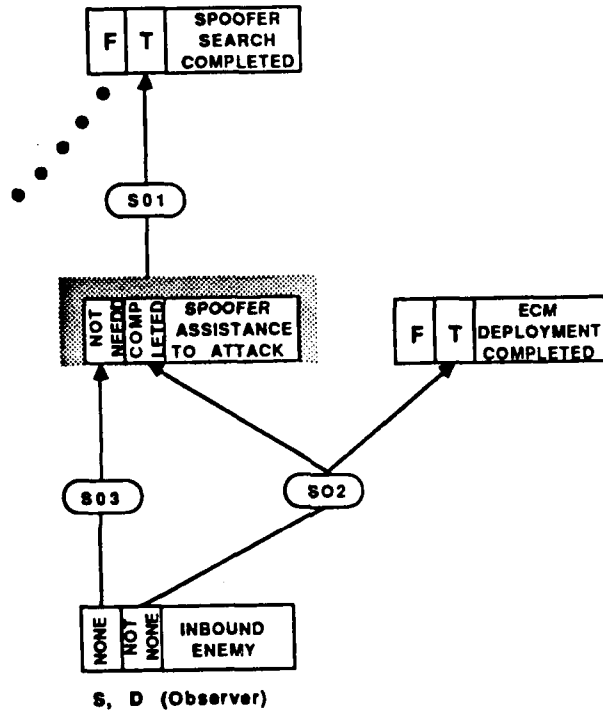 F T SPOOFER
SEARCH
COMPLETED
S01
NOT
NEEDD
COMP
LETED
SPOOFER
ASSISTANCE
TO ATTACK
F T ECM
DEPLOYMENT
COMPLETED
S03
SO2
NONE
NOT
NONE
INBOUND
ENEMY
S, D (Observer)